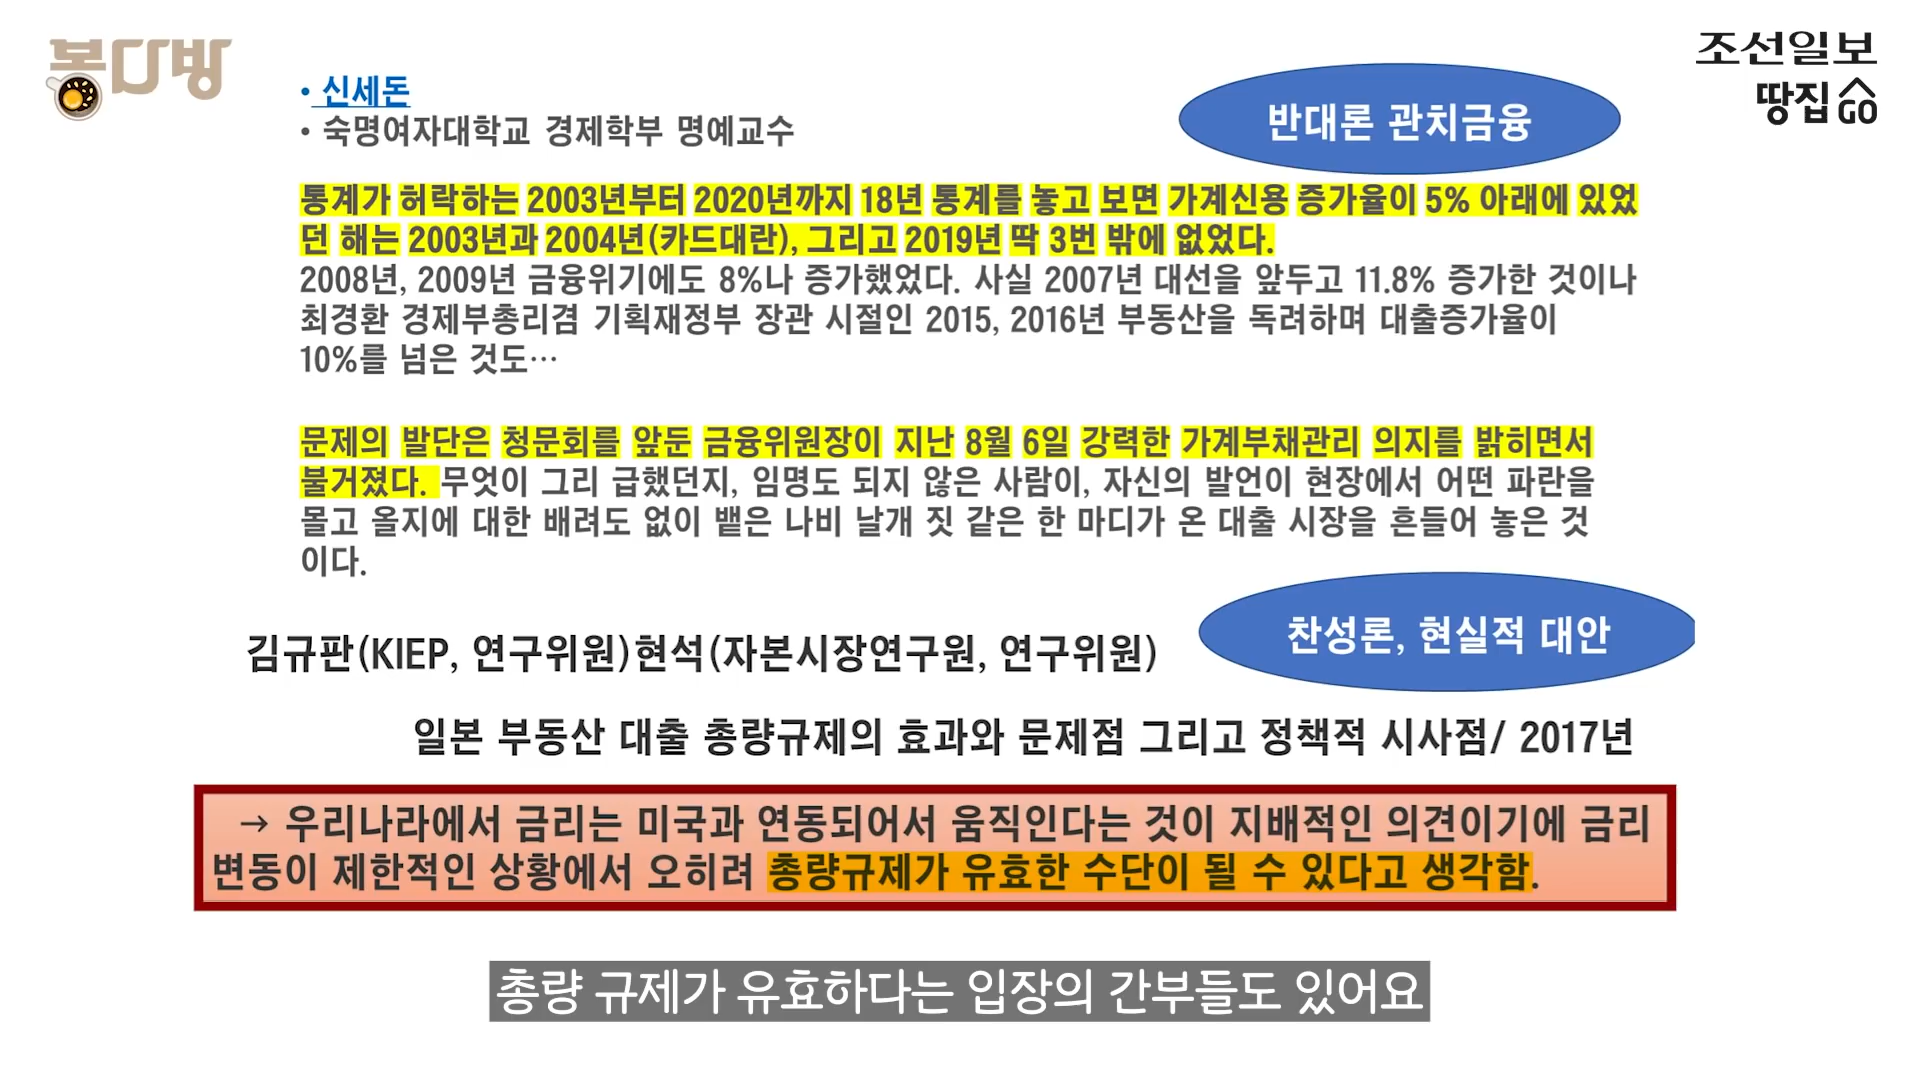 봉다방
조선일보
땅집GO
• 신세돈
• 숙명여자대학교 경제학부 명예교수
반대론 관치금융
통계가 허락하는 2003년부터 2020년까지 18년 통계를 놓고 보면 가계신용 증가율이 5% 아래에 있었
던 해는 2003년과 2004년(카드대란), 그리고 2019년 딱 3번 밖에 없었다.
2008년, 2009년 금융위기에도 8%나 증가했었다. 사실 2007년 대선을 앞두고 11.8% 증가한 것이나
최경환 경제부총리겸 기획재정부 장관 시절인 2015, 2016년 부동산을 독려하며 대출증가율이
10%를 넘은 것도…
문제의 발단은 청문회를 앞둔 금융위원장이 지난 8월 6일 강력한 가계부채관리 의지를 밝히면서
불거졌다. 무엇이 그리 급했던지, 임명도 되지 않은 사람이, 자신의 발언이 현장에서 어떤 파란을
몰고 올지에 대한 배려도 없이 뱉은 나비 날개 짓 같은 한 마디가 온 대출 시장을 흔들어 놓은 것
이다.
찬성론, 현실적 대안
김규판(KIEP, 연구위원)현석(자본시장연구원, 연구위원)
일본 부동산 대출 총량규제의 효과와 문제점 그리고 정책적 시사점/ 2017년
→ 우리나라에서 금리는 미국과 연동되어서 움직인다는 것이 지배적인 의견이기에 금리
변동이 제한적인 상황에서 오히려 총량규제가 유효한 수단이 될 수 있다고 생각함.
총량 규제가 유효하다는 입장의 간부들도 있어요